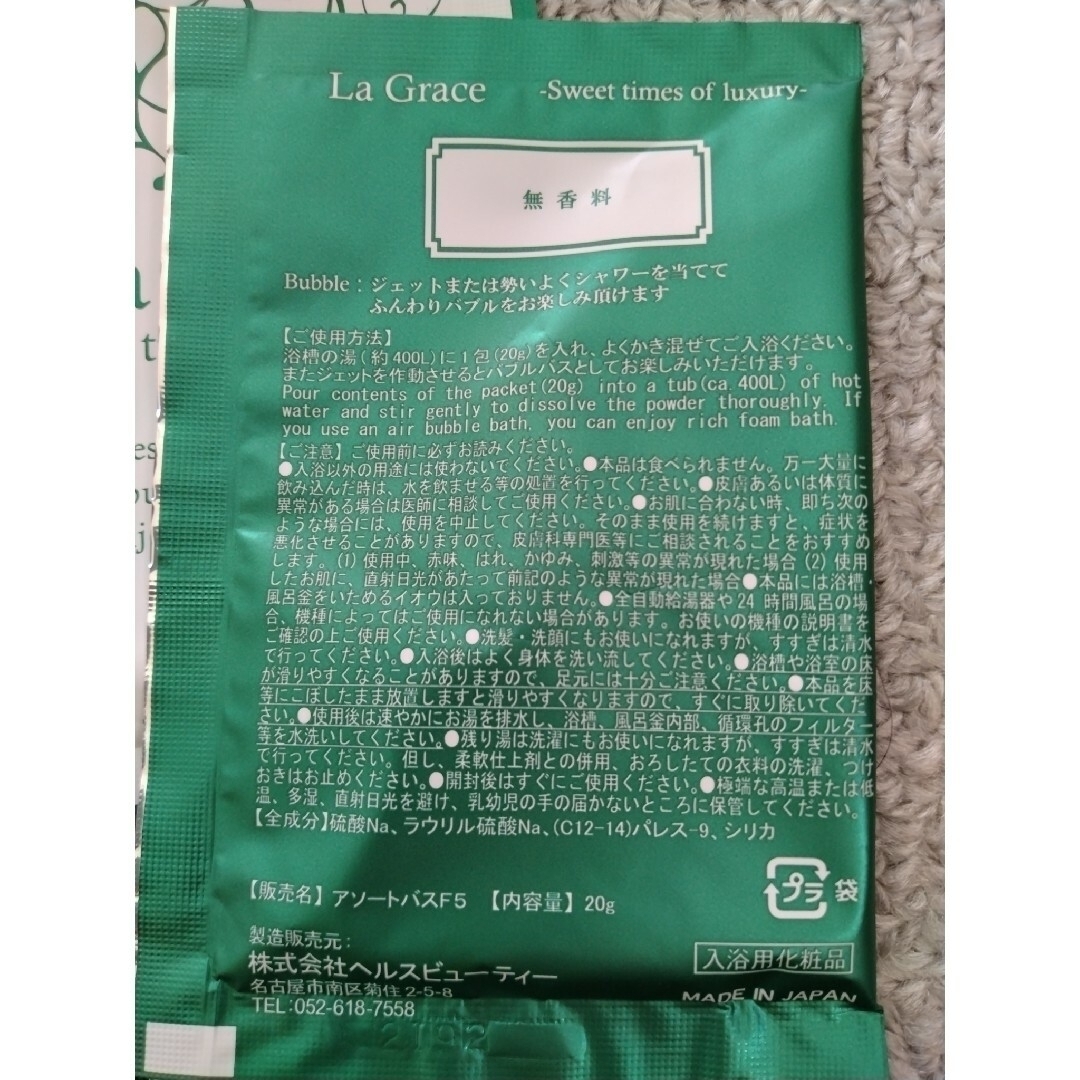 La Grace -Sweet times of luxury-
無香料
Bubble：ジェットまたは勢いよくシャワーを当てて
ふんわりバブルをお楽しみ頂けます
【ご使用方法】
浴槽の湯(約400L)に1包(20g)を入れ、よくかき混ぜてご入浴ください。
またジェットを作動させるとバブルバスとしてお楽しみいただけます。
Pour contents of the packet(20g) into a tub(ca.400L) of hot
water and stir gently to dissolve the powder thoroughly. If
you use an air bubble bath, you can enjoy rich foam bath.
【ご注意】ご使用前に必ずお読みください。
●入浴以外の用途には使わないでください。●本品は食べられません。万一大量に
飲み込んだ時は、水を飲ませる等の処置を行ってください。●皮膚あるいは体質に
異常がある場合は医師に相談してご使用ください。●お肌に合わない時、即ち次の
ような場合には、使用を中止してください。そのまま使用を続けますと、症状を
悪化させることがありますので、皮膚科専門医等にご相談されることをおすすめ
します。(1)使用中、赤味、はれ、かゆみ、刺激等の異常が現れた場合(2)使用
したお肌に、直射日光があたって前記のような異常が現れた場合●本品には浴槽・
風呂釜をいためるイオウは入っておりません。●全自動給湯器や24時間風呂の場
合、機種によってはご使用になれない場合があります。お使いの機種の説明書を
ご確認の上ご使用ください。●洗髪・洗顔にもお使いになれますが、すすぎは清水
で行ってください。●入浴後はよく身体を洗い流してください。●浴槽や浴室の床
が滑りやすくなることがありますので、足元には十分ご注意ください。●本品を床
等にこぼしたまま放置しますと滑りやすくなりますので、すぐに取り除いてくだ
さい。●使用後は速やかにお湯を排水し、浴槽、風呂釜内部、循環孔のフィルター
等を水洗いしてください。●残り湯は洗濯にもお使いになれますが、すすぎは清水
で行ってください。但し、柔軟仕上剤との併用、おろしたての衣料の洗濯、つけ
おきはお止めください。●開封後はすぐにご使用ください。●極端な高温または低
温、多湿、直射日光を避け、乳幼児の手の届かないところに保管してください。
【全成分】硫酸Na、ラウリル硫酸Na、(C12-14)パレス-9、シリカ
プラ 袋
【販売名】アソートバスF5 【内容量】20g
製造販売元：
株式会社ヘルスビューティー
名古屋市南区菊住2-5-8
TEL:052-618-7558
入浴用化粧品
MADE IN JAPAN